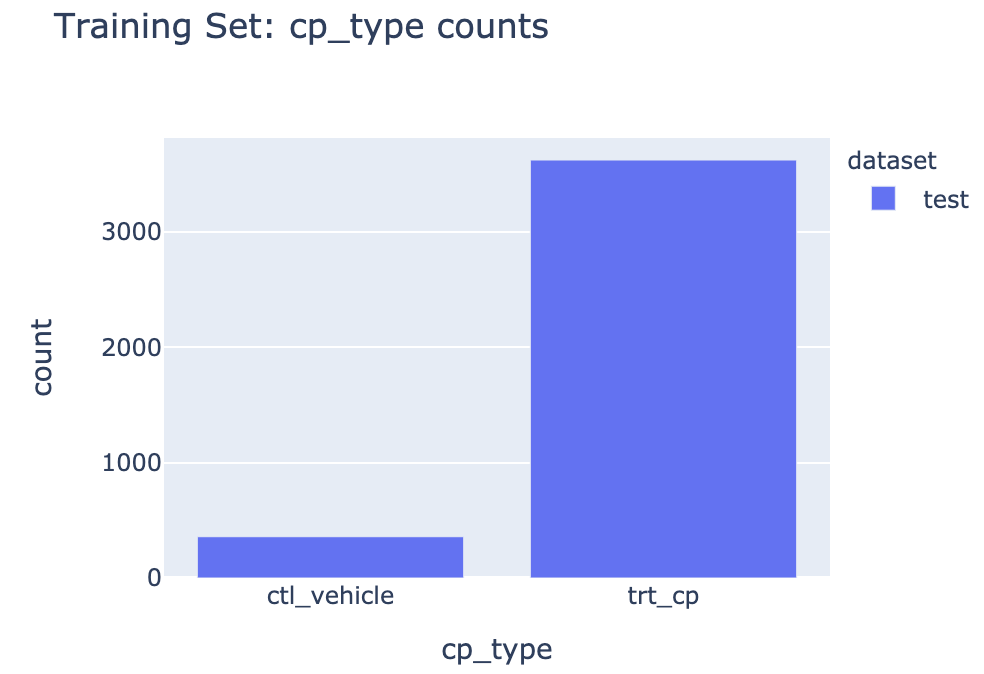 Training Set: cp_type counts
dataset
test
3000
2000
1000
0
count
ctl_vehicle
trt_cp
cp_type